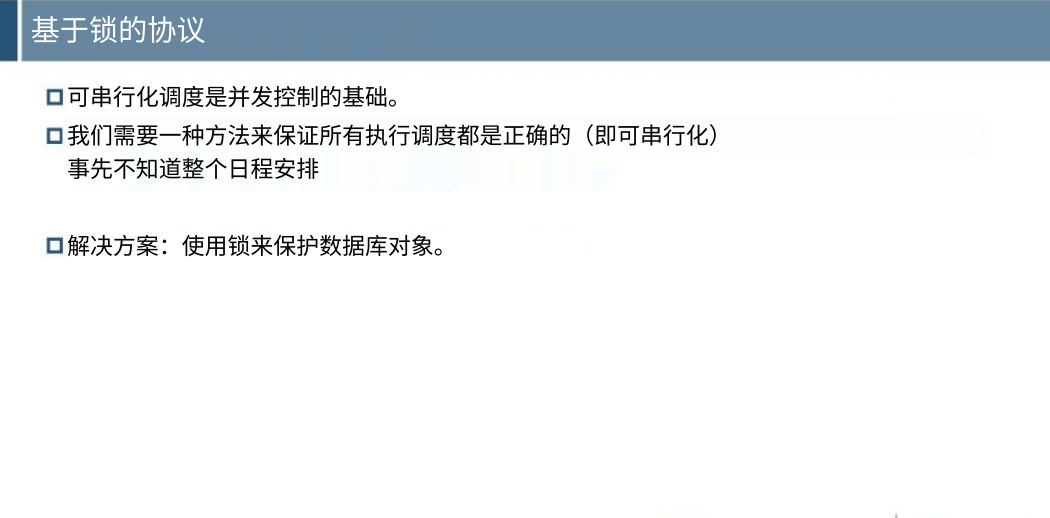 基于锁的协议
可串行化调度是并发控制的基础。
我们需要一种方法来保证所有执行调度都是正确的（即可串行化）
事先不知道整个日程安排
解决方案：使用锁来保护数据库对象。